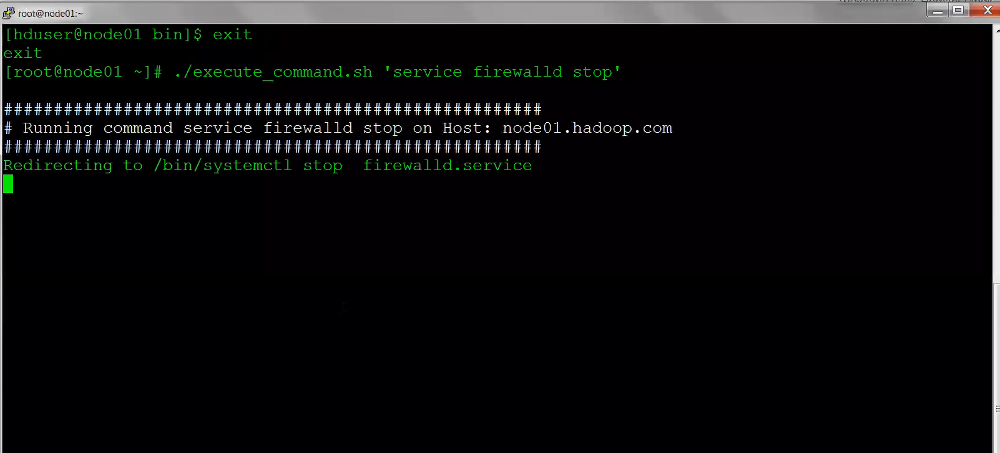 root@node01:~
[hduser@node01 bin]$ exit
exit
[root@node01 ~]# ./execute_command.sh 'service firewalld stop'
######################################################
# Running command service firewalld stop on Host: node01.hadoop.com
######################################################
Redirecting to /bin/systemctl stop  firewalld.service